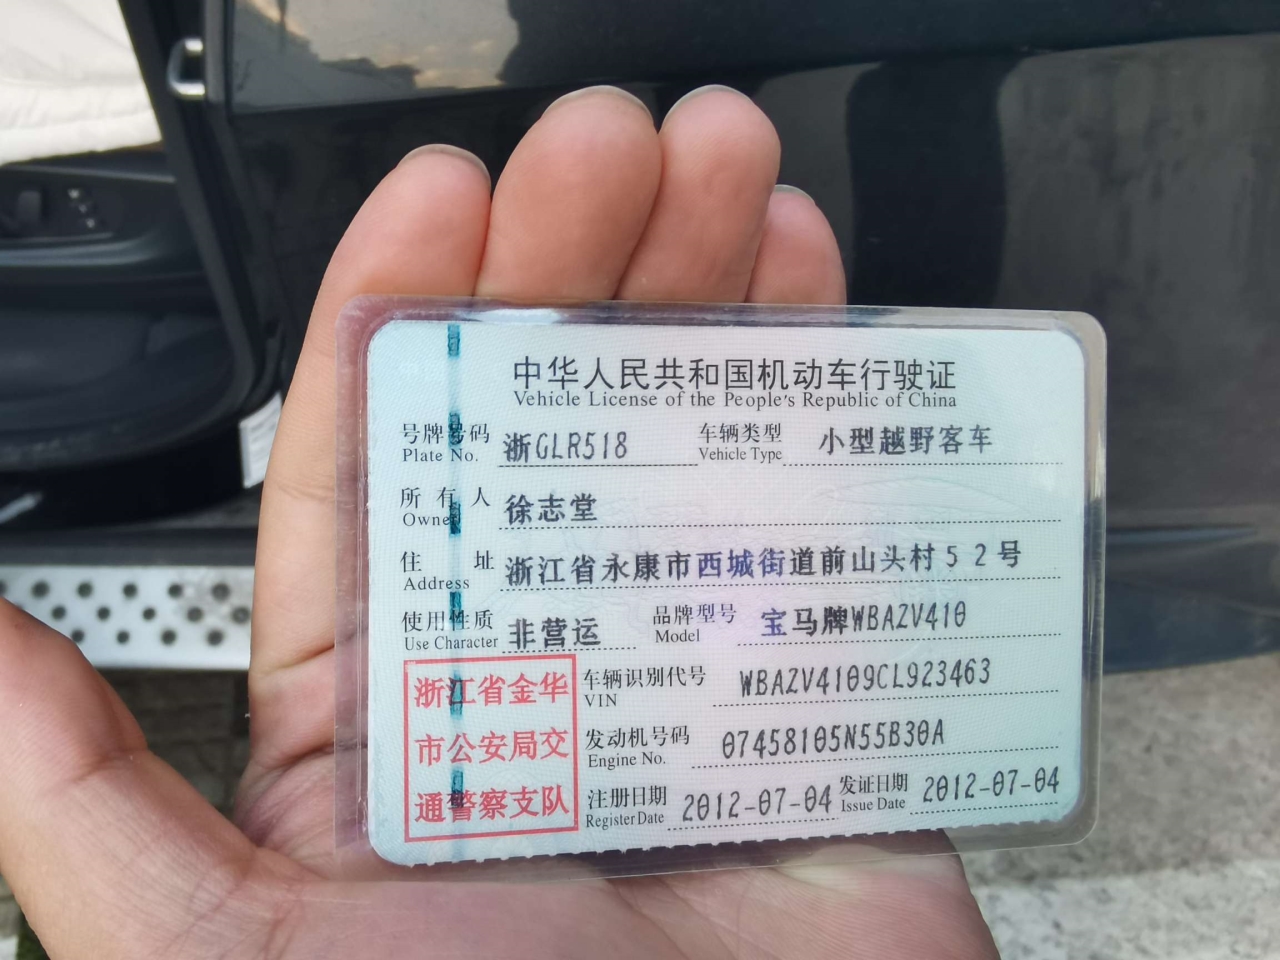 中华人民共和国机动车行驶证
Vehicle License of the People's Republic of China
号牌号码 浙GLR518 车辆类型 小型越野客车
Plate No. Vehicle Type
所有人 徐志堂
Owner
住址 浙江省永康市西城街道前山头村52号
Address
使用性质 非营运 品牌型号 宝马牌WBAZV410
Use Character Model
浙江省金华
市公安局交
通警察支队
车辆识别代号 WBAZV4109CL923463
VIN
发动机号码 07458105N55B30A
Engine No.
注册日期 2012-07-04 发证日期 2012-07-04
Register Date Issue Date